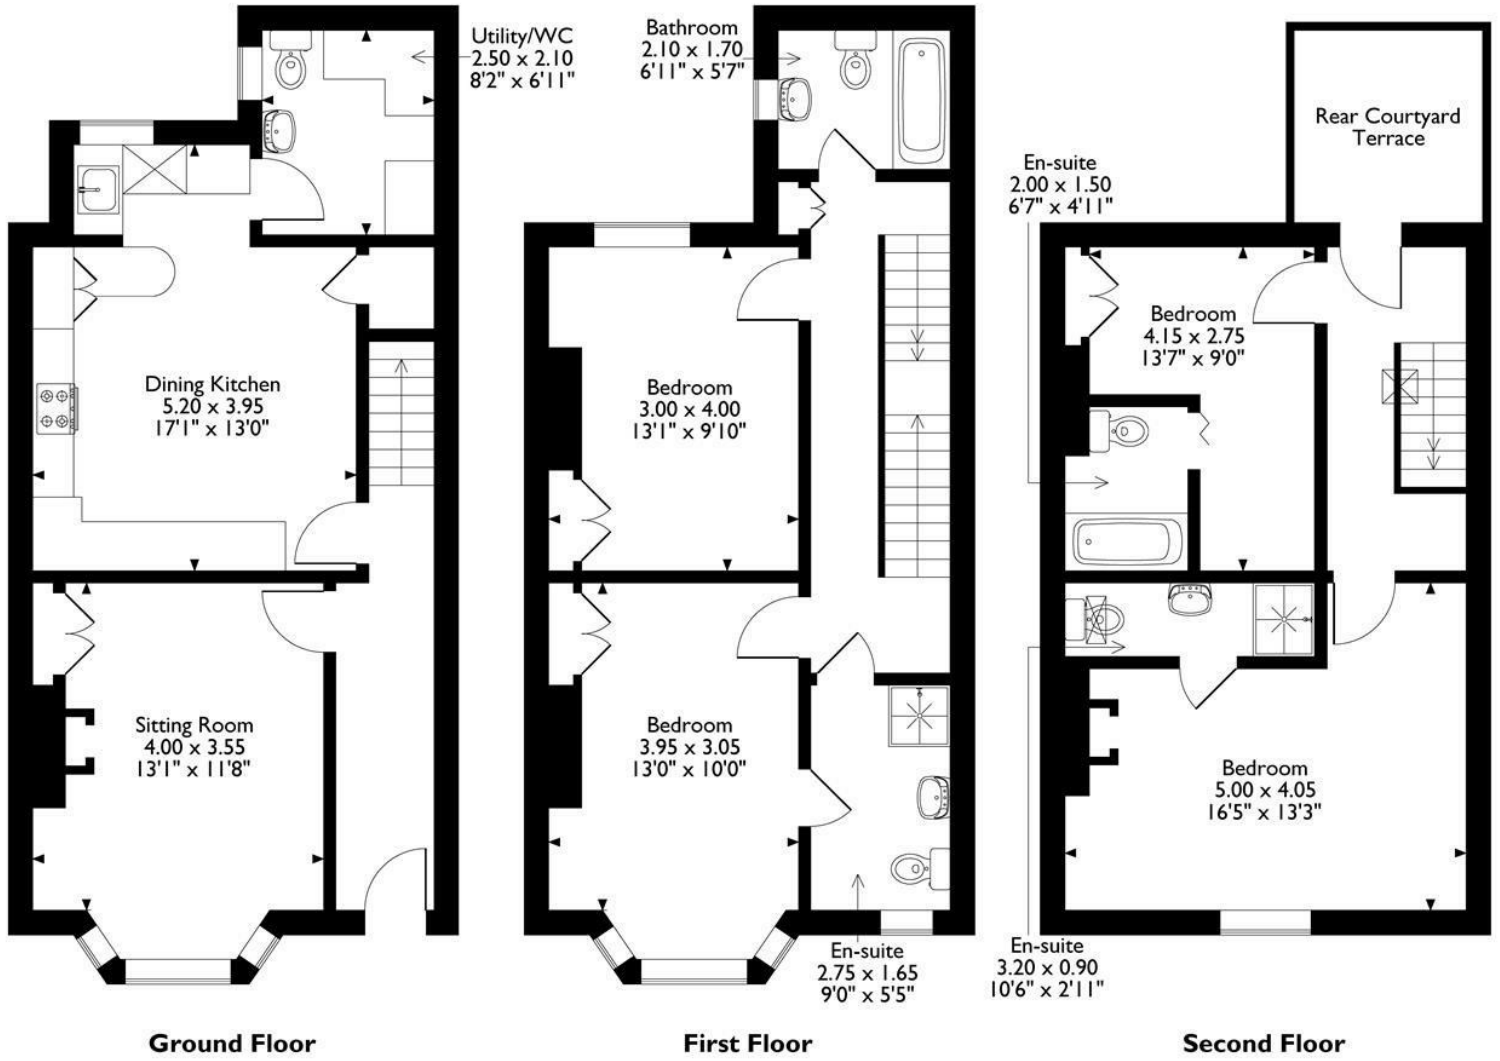 Utility/WC
2.50 x 2.10
8'2" x 6'11"
Dining Kitchen
5.20 x 3.95
17'1" x 13'0"
Sitting Room
4.00 x 3.55
13'1" x 11'8"
Ground Floor
Bathroom
2.10 x 1.70
6'11" x 5'7"
Bedroom
3.00 x 4.00
13'1" x 9'10"
Bedroom
3.95 x 3.05
13'0" x 10'0"
En-suite
2.75 x 1.65
9'0" x 5'5"
First Floor
Rear Courtyard
Terrace
En-suite
2.00 x 1.50
6'7" x 4'11"
Bedroom
4.15 x 2.75
13'7" x 9'0"
Bedroom
5.00 x 4.05
16'5" x 13'3"
En-suite
3.20 x 0.90
10'6" x 2'11"
Second Floor